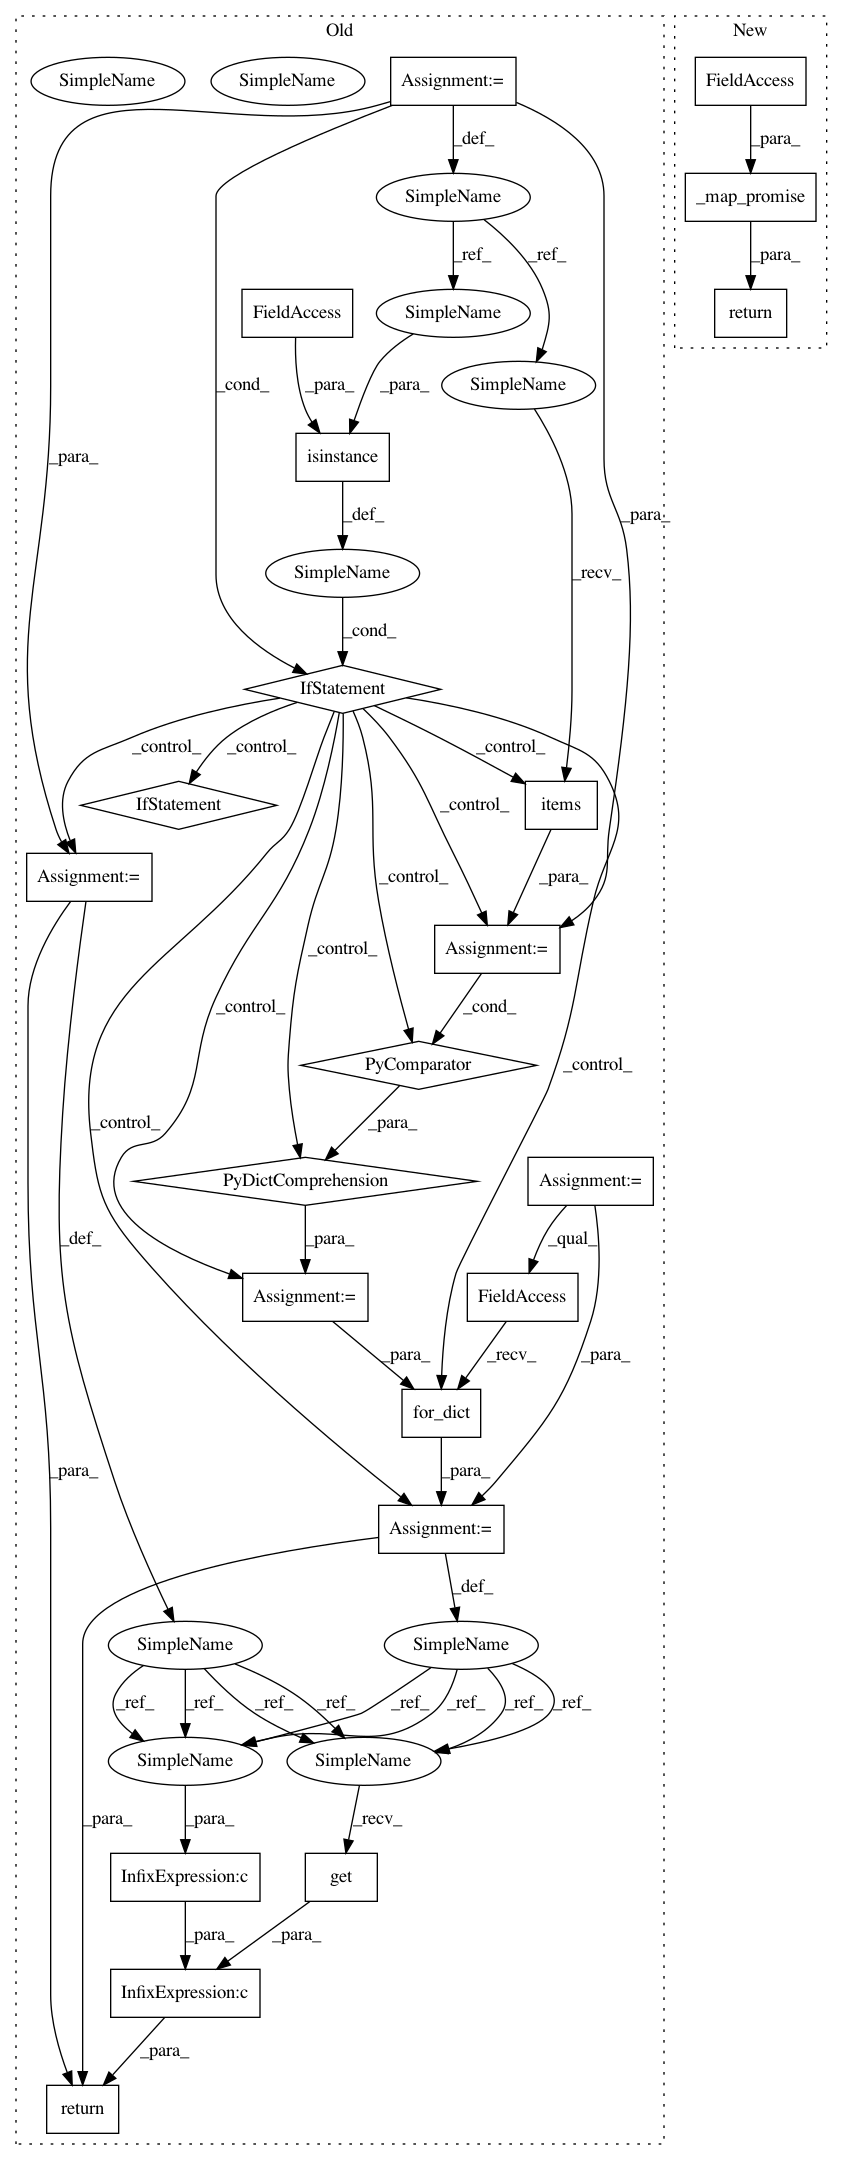 Old
New
SimpleName
SimpleName
Assignment:=
FieldAccess
_def_
_para_
SimpleName
_map_promise
_ref_
_ref_
_para_
FieldAccess
SimpleName
return
SimpleName
_cond_
_para_
_para_
_para_
isinstance
_def_
_para_
SimpleName
_recv_
_cond_
IfStatement
_control_
_control_
_control_
IfStatement
items
_control_
Assignment:=
_control_
_para_
_control_
Assignment:=
_control_
_cond_
PyComparator
_control_
_control_
_para_
PyDictComprehension
Assignment:=
_def_
_para_
_qual_
Assignment:=
FieldAccess
_para_
_recv_
_para_
for_dict
_para_
_para_
Assignment:=
_def_
SimpleName
SimpleName
_ref_
_ref_
_ref_
_ref_
_ref_
_ref_
_ref_
_ref_
SimpleName
SimpleName
_para_
_para_
_recv_
InfixExpression:c
get
_para_
_para_
InfixExpression:c
_para_
return